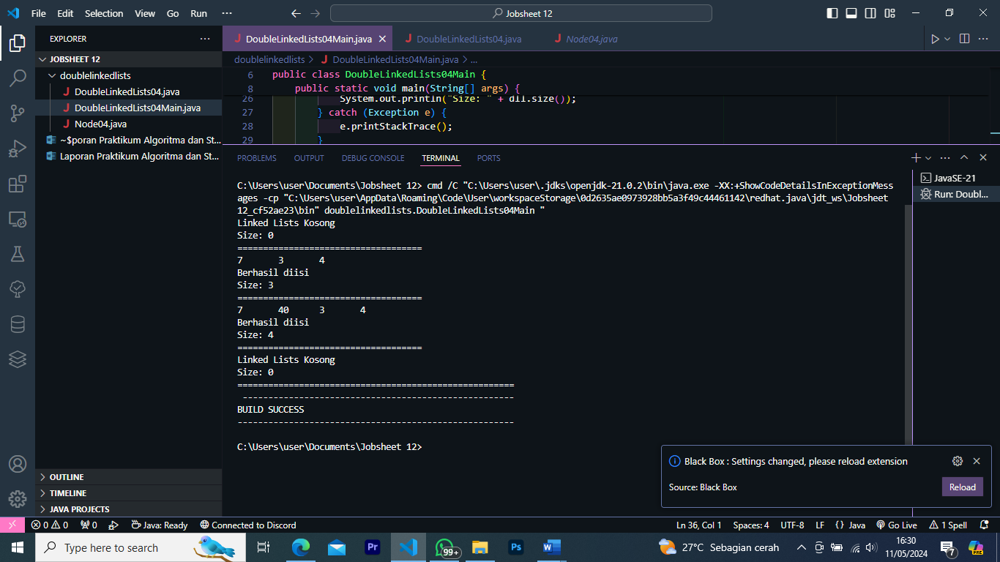 File Edit Selection View Go Run ··· Jobsheet 12
EXPLORER ···
JOBSHEET 12
doublelinkedlists
DoubleLinkedLists04.java
DoubleLinkedLists04Main.java
Node04.java
~$poran Praktikum Algoritma dan St...
Laporan Praktikum Algoritma dan St...
OUTLINE
TIMELINE
JAVA PROJECTS
DoubleLinkedLists04Main.java DoubleLinkedLists04.java Node04.java
doublelinkedlists > DoubleLinkedLists04Main.java > ...
6 public class DoubleLinkedLists04Main {
8 public static void main(String[] args) {
26 System.out.println("Size: " + dll.size());
27 } catch (Exception e) {
28 e.printStackTrace();
29 }
PROBLEMS OUTPUT DEBUG CONSOLE TERMINAL PORTS
JavaSE-21
Run: Doubl...
C:\Users\user\Documents\Jobsheet 12> cmd /C "C:\Users\user\.jdks\openjdk-21.0.2\bin\java.exe -XX:+ShowCodeDetailsInExceptionMess
ages -cp "C:\Users\user\AppData\Roaming\Code\User\workspaceStorage\0d2635ae0973928bb5a3f49c44461142\redhat.java\jdt_ws\Jobsheet
12_cf52ae23\bin" doublelinkedlists.DoubleLinkedLists04Main "
Linked Lists Kosong
Size: 0
====================================
7 3 4
Berhasil diisi
Size: 3
====================================
7 40 3 4
Berhasil diisi
Size: 4
====================================
Linked Lists Kosong
Size: 0
======================================================
-----------------------------------------------------
BUILD SUCCESS
------------------------------------------------------
C:\Users\user\Documents\Jobsheet 12>
Black Box : Settings changed, please reload extension
Source: Black Box Reload
0 0 0 Java: Ready Connected to Discord Ln 36, Col 1 Spaces: 4 UTF-8 LF {} Java Go Live 1 Spell
Type here to search Pr 99+ Ps W 27°C Sebagian cerah 16:30 7 PRE
11/05/2024